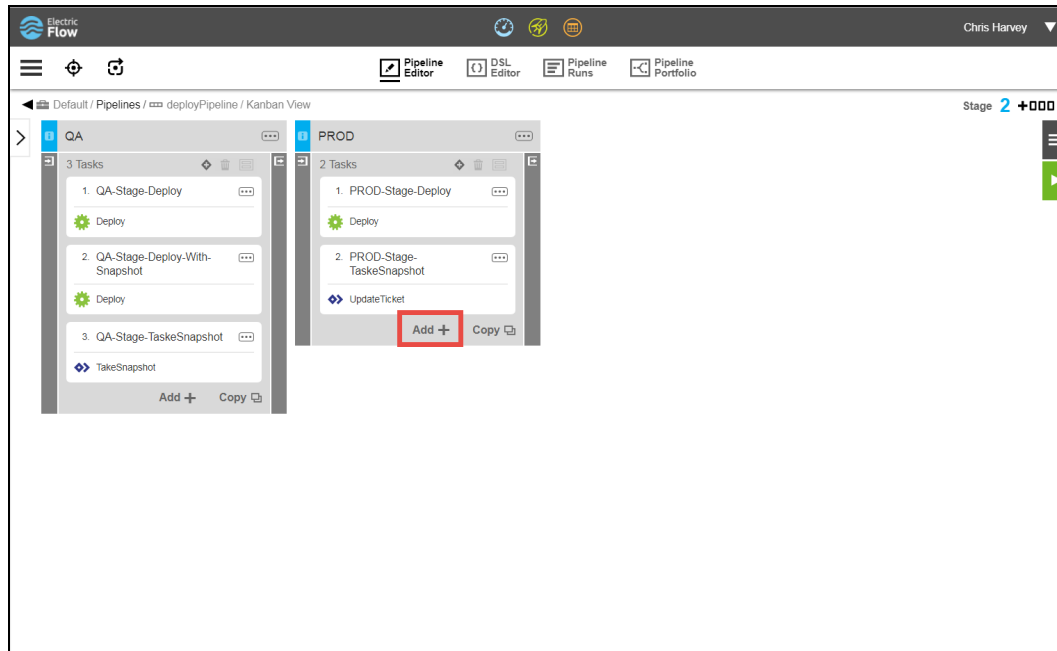 Electric
Flow
Chris Harvey
Pipeline
Editor
DSL
Editor
Pipeline
Runs
Pipeline
Portfolio
Default / Pipelines / deployPipeline / Kanban View
Stage 2
QA
3 Tasks
1. QA-Stage-Deploy
Deploy
2. QA-Stage-Deploy-With-
Snapshot
Deploy
3. QA-Stage-TaskeSnapshot
TakeSnapshot
Add Copy
PROD
2 Tasks
1. PROD-Stage-Deploy
Deploy
2. PROD-Stage-
TaskeSnapshot
UpdateTicket
Add Copy